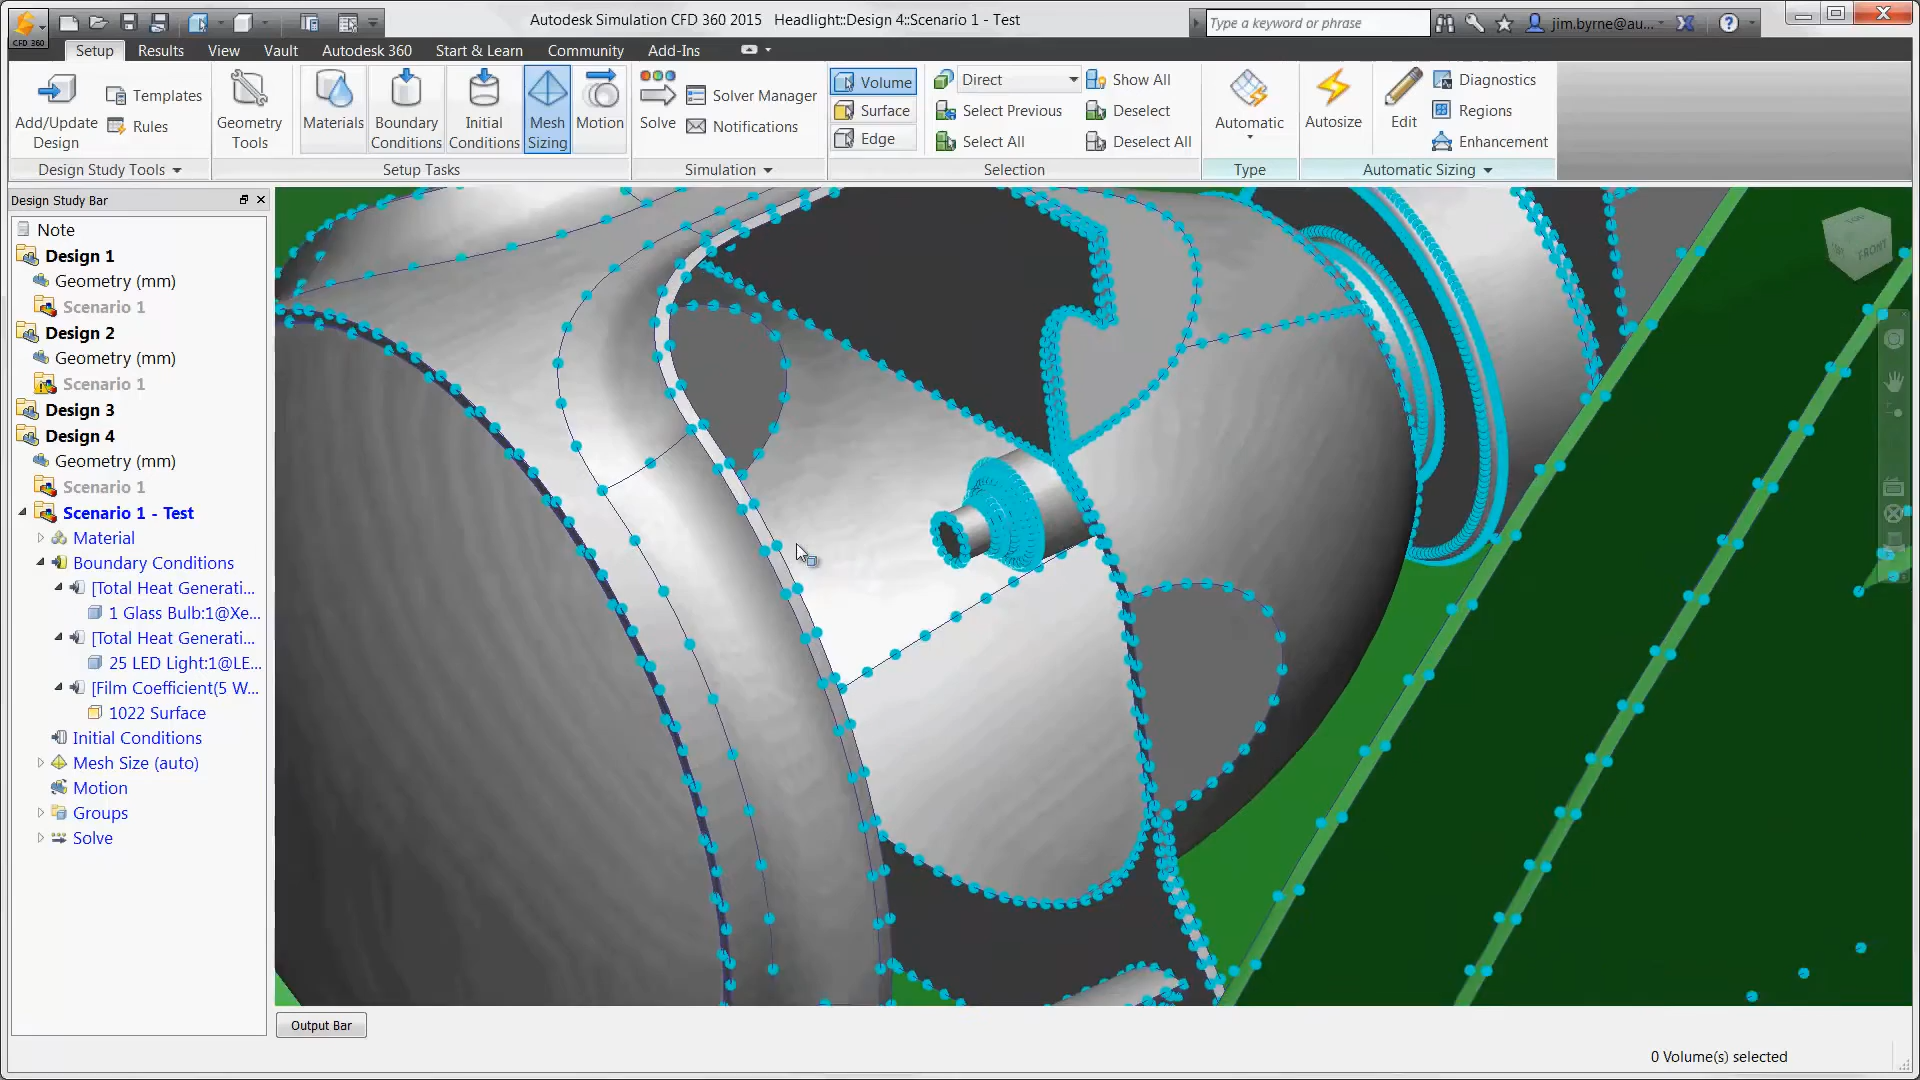 Autodesk Simulation CFD 360 2015 Headlight::Design 4::Scenario 1 - Test
Type a keyword or phrase
jim.byrne@au...
CFD 360
Setup Results View Vault Autodesk 360 Start & Learn Community Add-Ins
Add/Update Design
Templates
Rules
Geometry Tools
Materials
Boundary Conditions
Initial Conditions
Mesh Sizing
Motion
Solve
Solver Manager
Notifications
Volume
Surface
Edge
Direct
Select Previous
Select All
Show All
Deselect
Deselect All
Automatic
Autosize
Edit
Diagnostics
Regions
Enhancement
Design Study Tools
Setup Tasks
Simulation
Selection
Type
Automatic Sizing
Design Study Bar
Note
Design 1
Geometry (mm)
Scenario 1
Design 2
Geometry (mm)
Scenario 1
Design 3
Design 4
Geometry (mm)
Scenario 1
Scenario 1 - Test
Material
Boundary Conditions
[Total Heat Generati...
1 Glass Bulb:1@Xe...
[Total Heat Generati...
25 LED Light:1@LE...
[Film Coefficient(5 W...
1022 Surface
Initial Conditions
Mesh Size (auto)
Motion
Groups
Solve
FRONT
Output Bar
0 Volume(s) selected